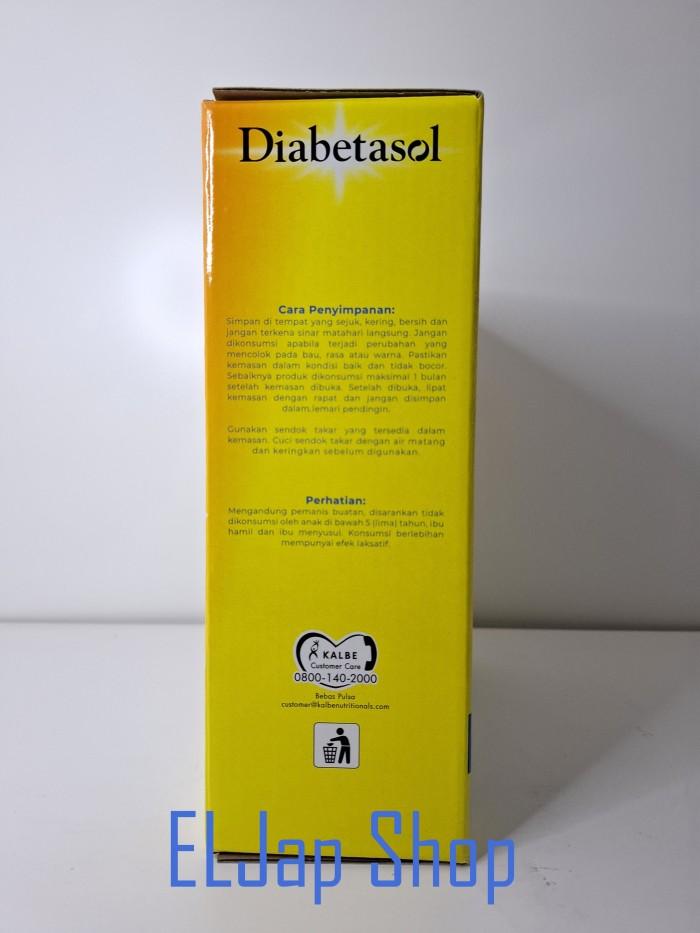 Diabetasol
Cara Penyimpanan:
Simpan di tempat yang sejuk, kering, bersih dan
jangan terkena sinar matahari langsung. Jangan
dikonsumsi apabila terjadi perubahan yang
mencolok pada bau, rasa atau warna. Pastikan
kemasan dalam kondisi baik dan tidak bocor.
Sebaiknya produk dikonsumsi maksimal 1 bulan
setelah kemasan dibuka. Setelah dibuka, lipat
kemasan dengan rapat dan jangan disimpan
dalam lemari pendingin.
Gunakan sendok takar yang tersedia dalam
kemasan. Cuci sendok takar dengan air matang
dan keringkan sebelum digunakan.
Perhatian:
Mengandung pemanis buatan, disarankan tidak
dikonsumsi oleh anak di bawah 5 (lima) tahun, ibu
hamil dan ibu menyusui. Konsumsi berlebihan
mempunyai efek laksatif.
KALBE
Customer Care
0800-140-2000
Bebas Pulsa
customer@kalbenutritionals.com
ELJap Shop